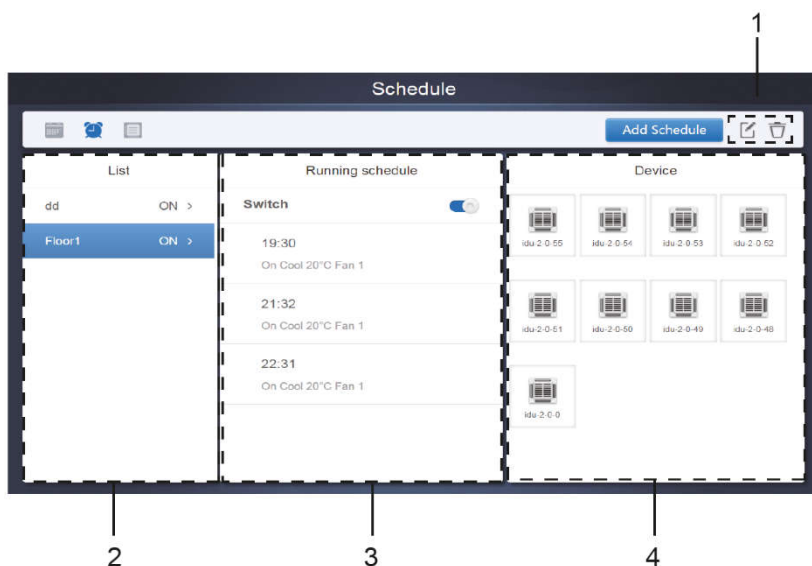 1
Schedule
Add Schedule
List
dd ON >
Floor1 ON >
Running schedule
Switch
19:30
On Cool 20°C Fan 1
21:32
On Cool 20°C Fan 1
22:31
On Cool 20°C Fan 1
Device
idu-2-0-55 idu-2-0-54 idu-2-0-53 idu-2-0-52
idu-2-0-51 idu-2-0-50 idu-2-0-49 idu-2-0-48
idu-2-0-0
2 3 4